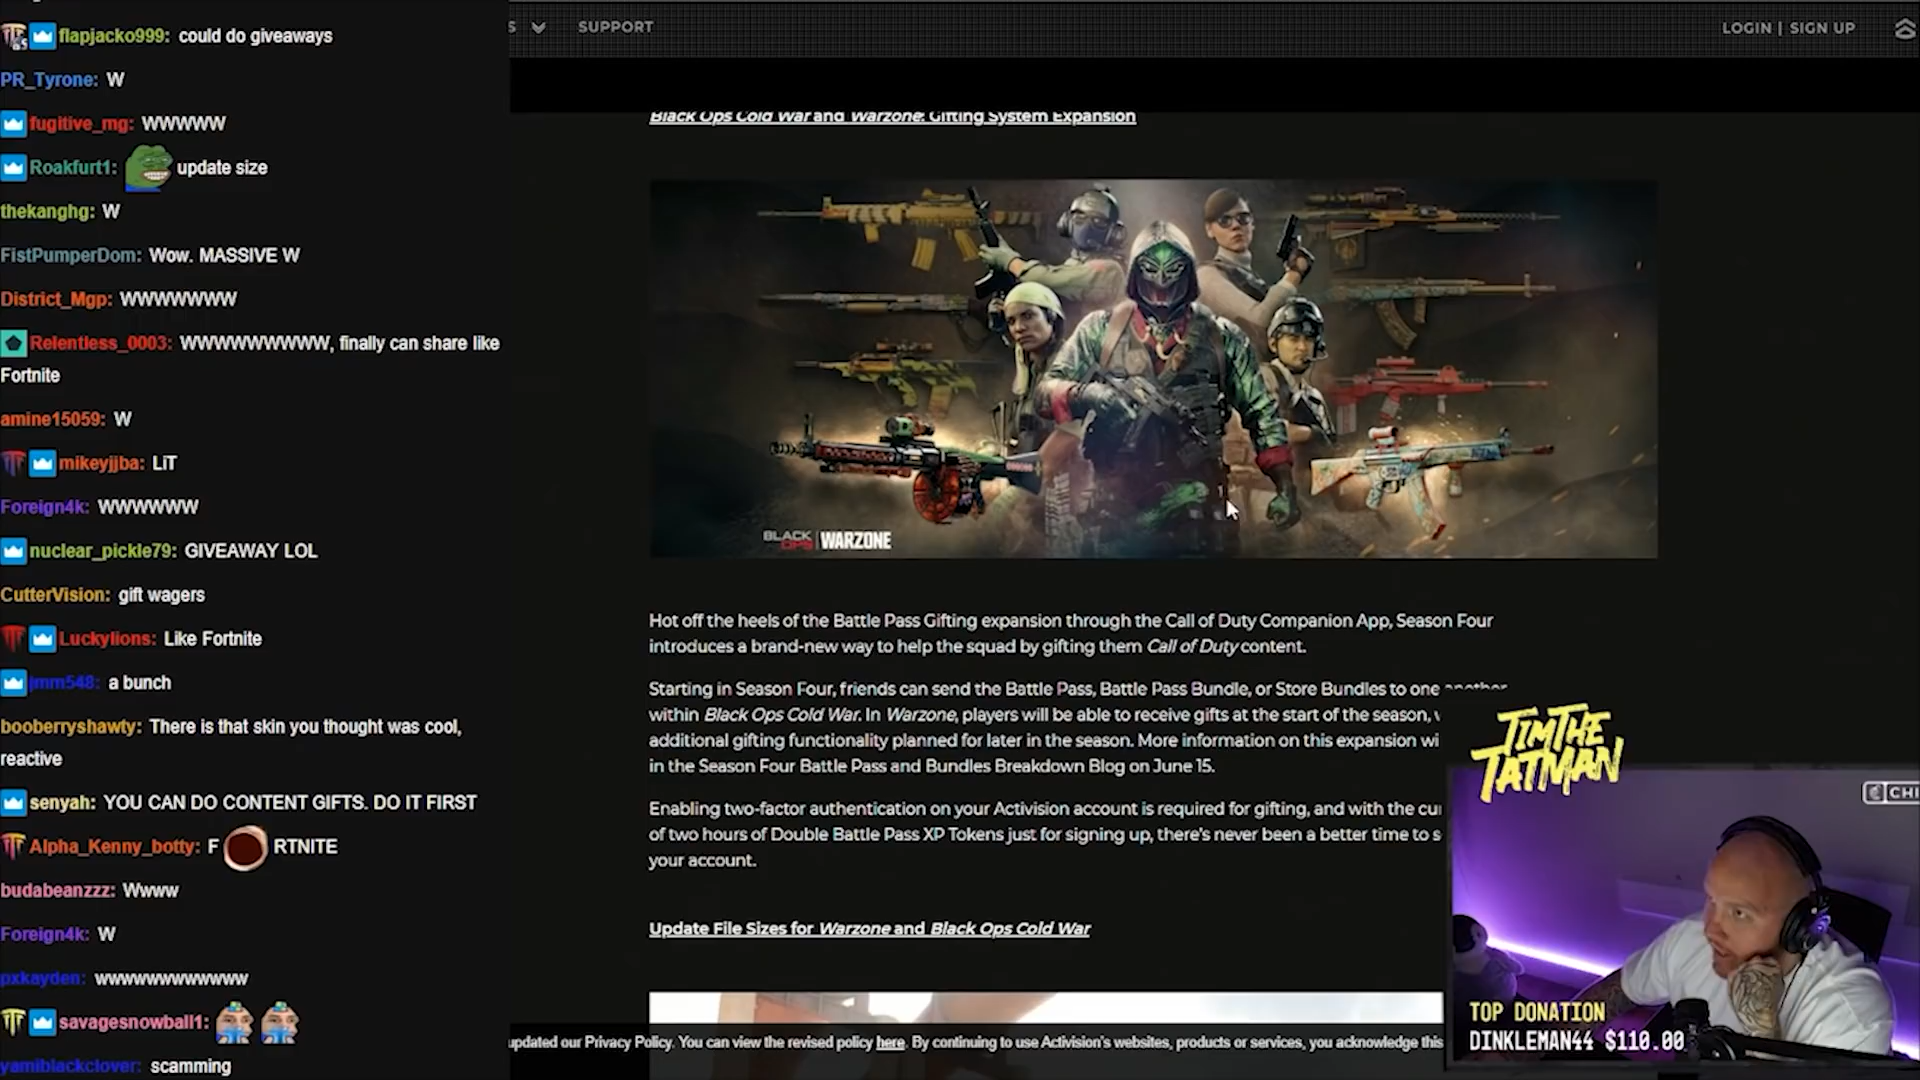 flapjacko999: could do giveaways
PR_Tyrone: W
fugitive_mg: WWWWW
Roakfurt1: update size
thekanghg: W
FistPumperDom: Wow. MASSIVE W
District_Mgp: WWWWWWW
Relentless_0003: WWWWWWWWW, finally can share like
Fortnite
amine15059: W
mikeyjjba: LiT
Foreign4k: WWWWWW
nuclear_pickle79: GIVEAWAY LOL
CutterVision: gift wagers
Luckylions: Like Fortnite
jmm548: a bunch
booberryshawty: There is that skin you thought was cool,
reactive
senyah: YOU CAN DO CONTENT GIFTS. DO IT FIRST
Alpha_Kenny_botty: F RTNITE
budabeanzzz: Wwww
Foreign4k: W
pxkayden: wwwwwwwwwwww
savagesnowball1:
yamiblackclover: scamming
S SUPPORT
LOGIN | SIGN UP
Black Ops Cold War and Warzone: Gifting System Expansion
BLACK OPS | WARZONE
Hot off the heels of the Battle Pass Gifting expansion through the Call of Duty Companion App, Season Four
introduces a brand-new way to help the squad by gifting them Call of Duty content.
Starting in Season Four, friends can send the Battle Pass, Battle Pass Bundle, or Store Bundles to one another
within Black Ops Cold War. In Warzone, players will be able to receive gifts at the start of the season,
additional gifting functionality planned for later in the season. More information on this expansion wi
in the Season Four Battle Pass and Bundles Breakdown Blog on June 15.
Enabling two-factor authentication on your Activision account is required for gifting, and with the cu
of two hours of Double Battle Pass XP Tokens just for signing up, there's never been a better time to s
your account.
Update File Sizes for Warzone and Black Ops Cold War
updated our Privacy Policy. You can view the revised policy here. By continuing to use Activision's websites, products or services, you acknowledge this
TIMTHE
TATMAN
CHI
TOP DONATION
DINKLEMAN44 $110.00